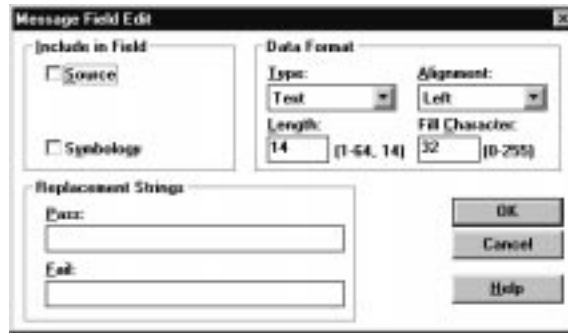 Message Field Edit
Include in Field
Source
Symbology
Data Format
Type:
Text
Alignment:
Left
Length:
14 (1-64, 14)
Fill Character:
32 (0-255)
Replacement Strings
Pass:
Fail:
OK
Cancel
Help